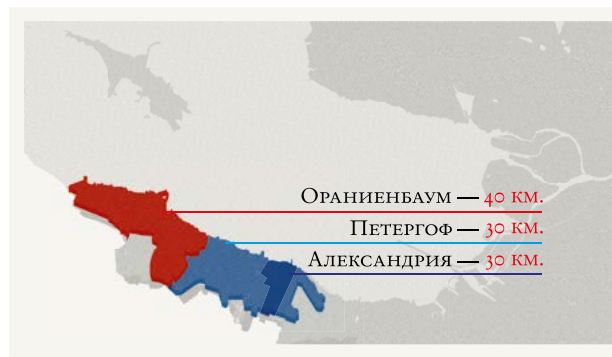 Ораниенбаум — 40 км.
Петергоф — 30 км.
Александрия — 30 км.